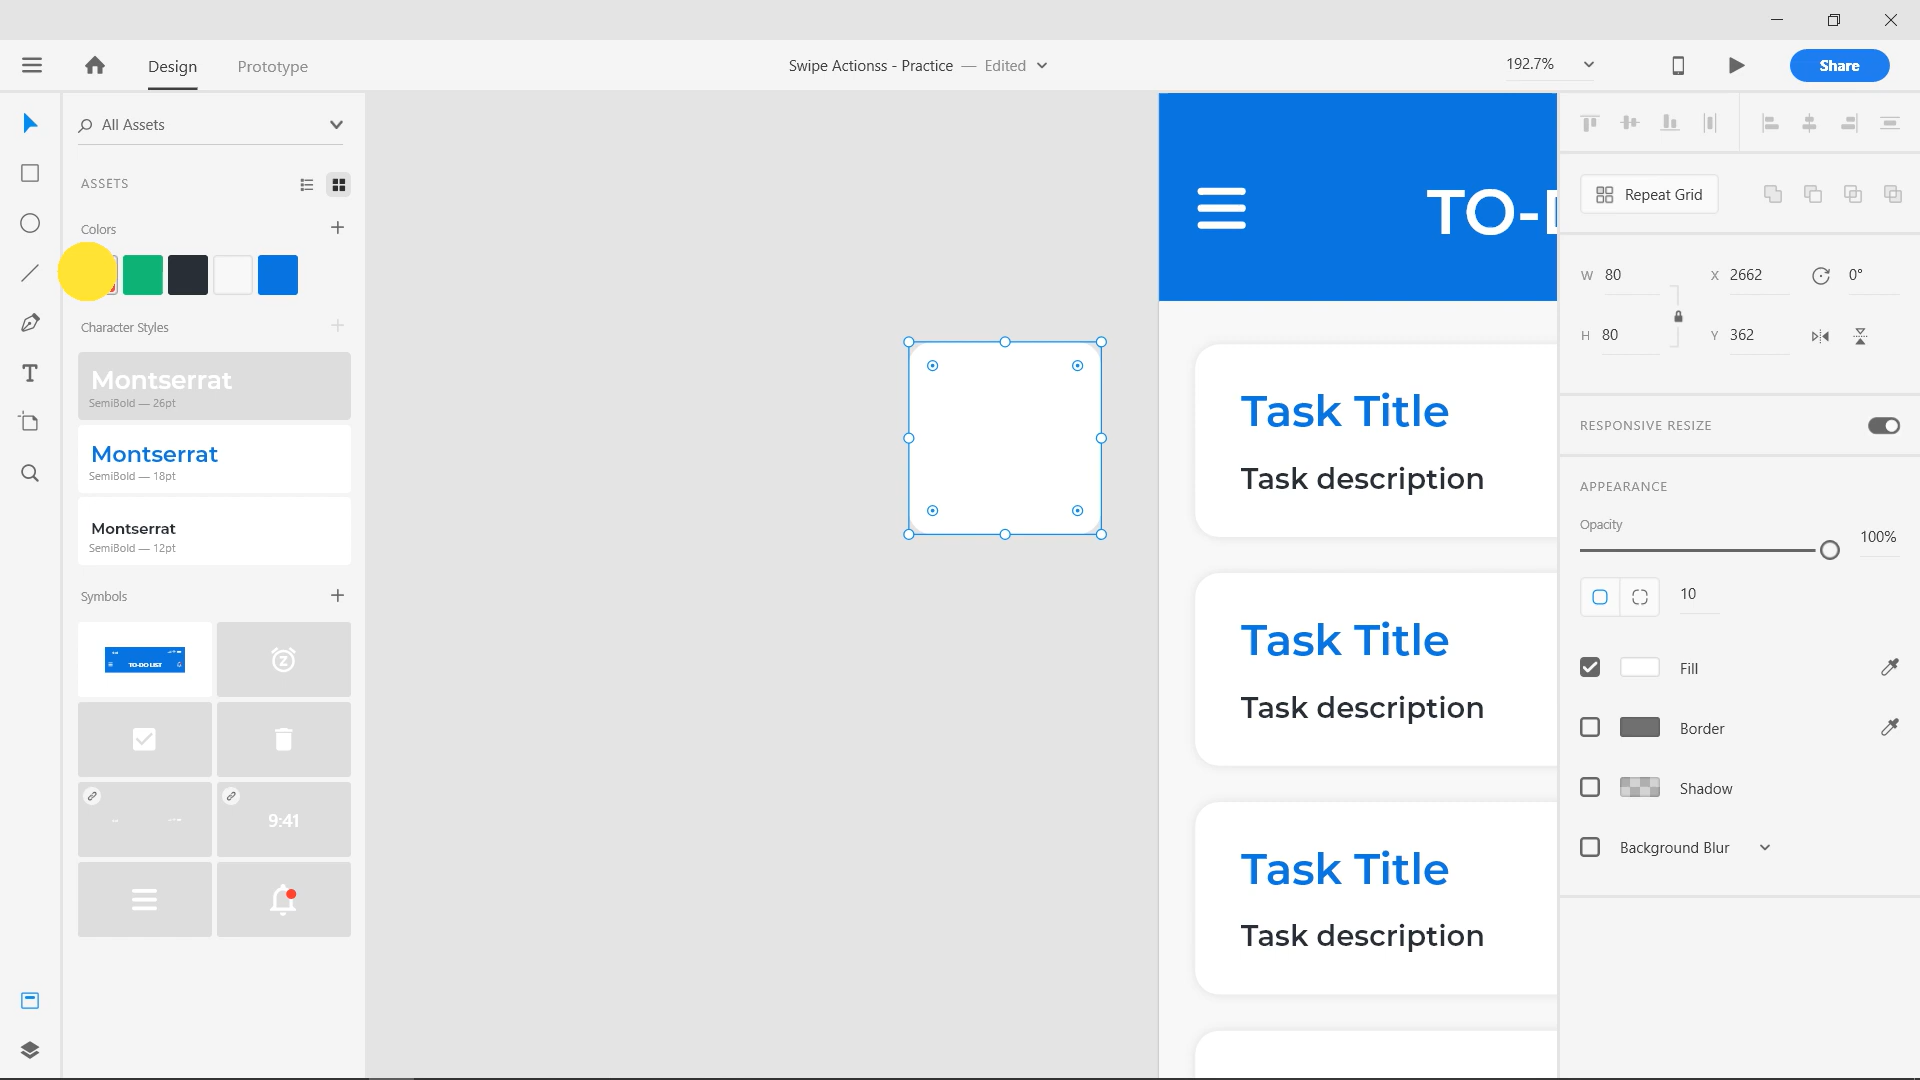 Design
Prototype
Swipe Actionss - Practice — Edited
192.7%
Share
All Assets
ASSETS
Colors
Character Styles
Montserrat
SemiBold — 26pt
Montserrat
SemiBold — 18pt
Montserrat
SemiBold — 12pt
Symbols
TO-DO LIST
9:41
TO-D
Task Title
Task description
Task Title
Task description
Task Title
Task description
Repeat Grid
W 80
X 2662
0°
H 80
Y 362
RESPONSIVE RESIZE
APPEARANCE
Opacity
100%
10
Fill
Border
Shadow
Background Blur